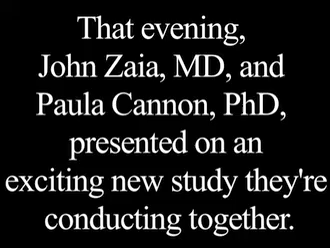 That evening,
John Zaia, MD, and
Paula Cannon, PhD,
presented on an
exciting new study they're
conducting together.